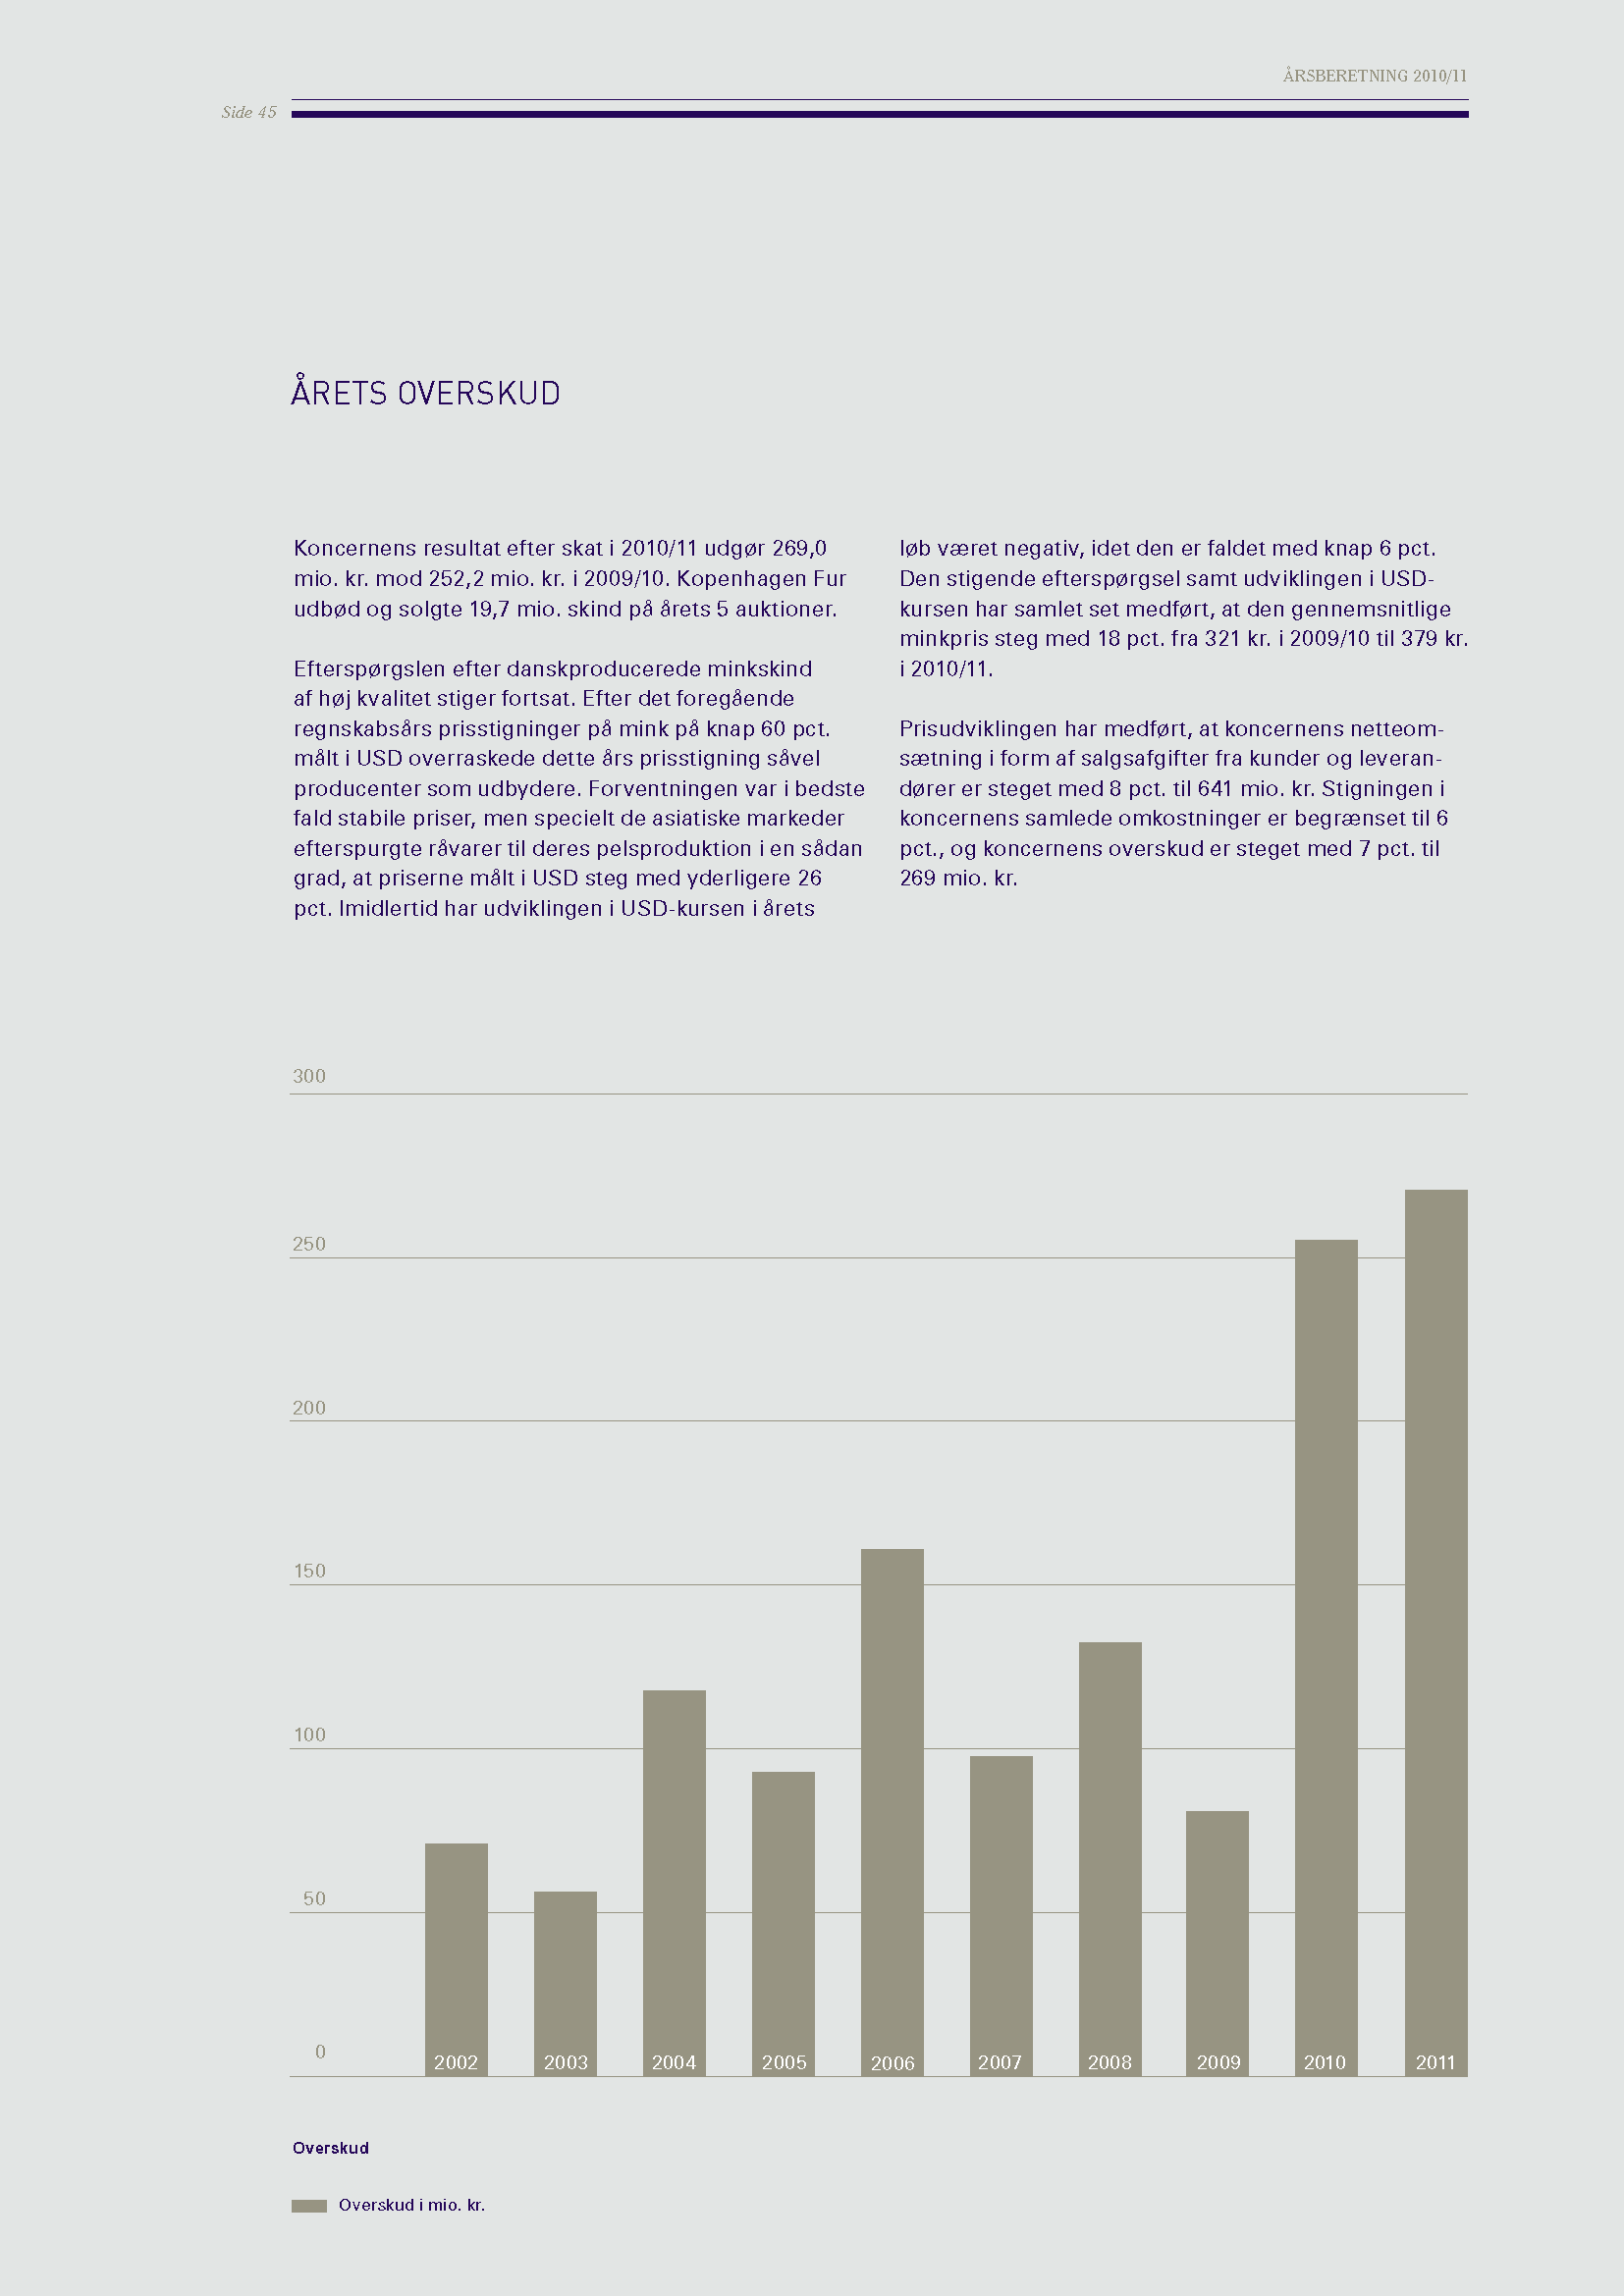 ÅRSBERETNING 2010/11
Side 45
ÅRETS OVERSKUD
Koncernens resultat efter skat i 2010/11 udgør 269,0
mio. kr. mod 252,2 mio. kr. i 2009/10. Kopenhagen Fur
udbød og solgte 19,7 mio. skind på årets 5 auktioner.
Efterspørgslen efter danskproducerede minkskind
af høj kvalitet stiger fortsat. Efter det foregående
regnskabsårs prisstigninger på mink på knap 60 pct.
målt i USD overraskede dette års prisstigning såvel
producenter som udbydere. Forventningen var i bedste
fald stabile priser, men specielt de asiatiske markeder
efterspurgte råvarer til deres pelsproduktion i en sådan
grad, at priserne målt i USD steg med yderligere 26
pct. Imidlertid har udviklingen i USD-kursen i årets
løb været negativ, idet den er faldet med knap 6 pct.
Den stigende efterspørgsel samt udviklingen i USD-
kursen har samlet set medført, at den gennemsnitlige
minkpris steg med 18 pct. fra 321 kr. i 2009/10 til 379 kr.
i 2010/11.
Prisudviklingen har medført, at koncernens netteom-
sætning i form af salgsafgifter fra kunder og leveran-
dører er steget med 8 pct. til 641 mio. kr. Stigningen i
koncernens samlede omkostninger er begrænset til 6
pct., og koncernens overskud er steget med 7 pct. til
269 mio. kr.
300
250
200
150
100
50
0
2002 2003 2004 2005 2006 2007 2008 2009 2010 2011
Overskud
Overskud i mio. kr.